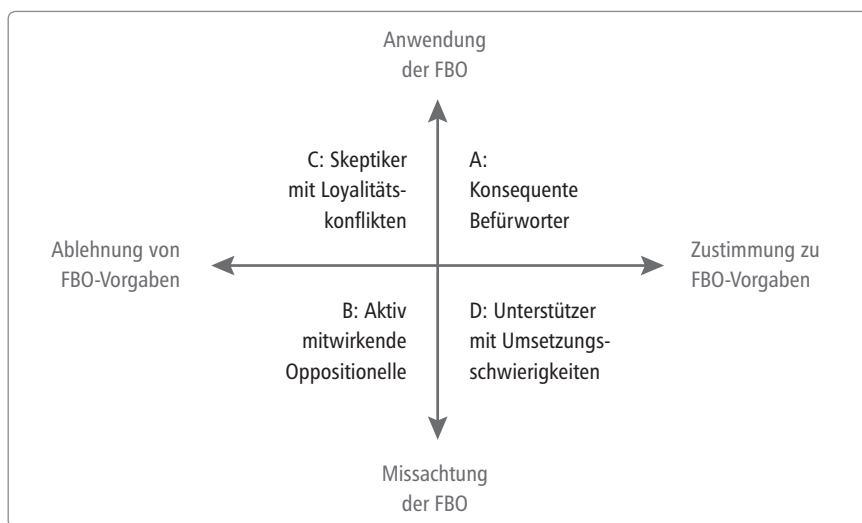 Anwendung
der FBO
C: Skeptiker
mit Loyalitäts-
konflikten
A:
Konsequente
Befürworter
Ablehnung von
FBO-Vorgaben
Zustimmung zu
FBO-Vorgaben
B: Aktiv
mitwirkende
Oppositionelle
D: Unterstützer
mit Umsetzungs-
schwierigkeiten
Missachtung
der FBO